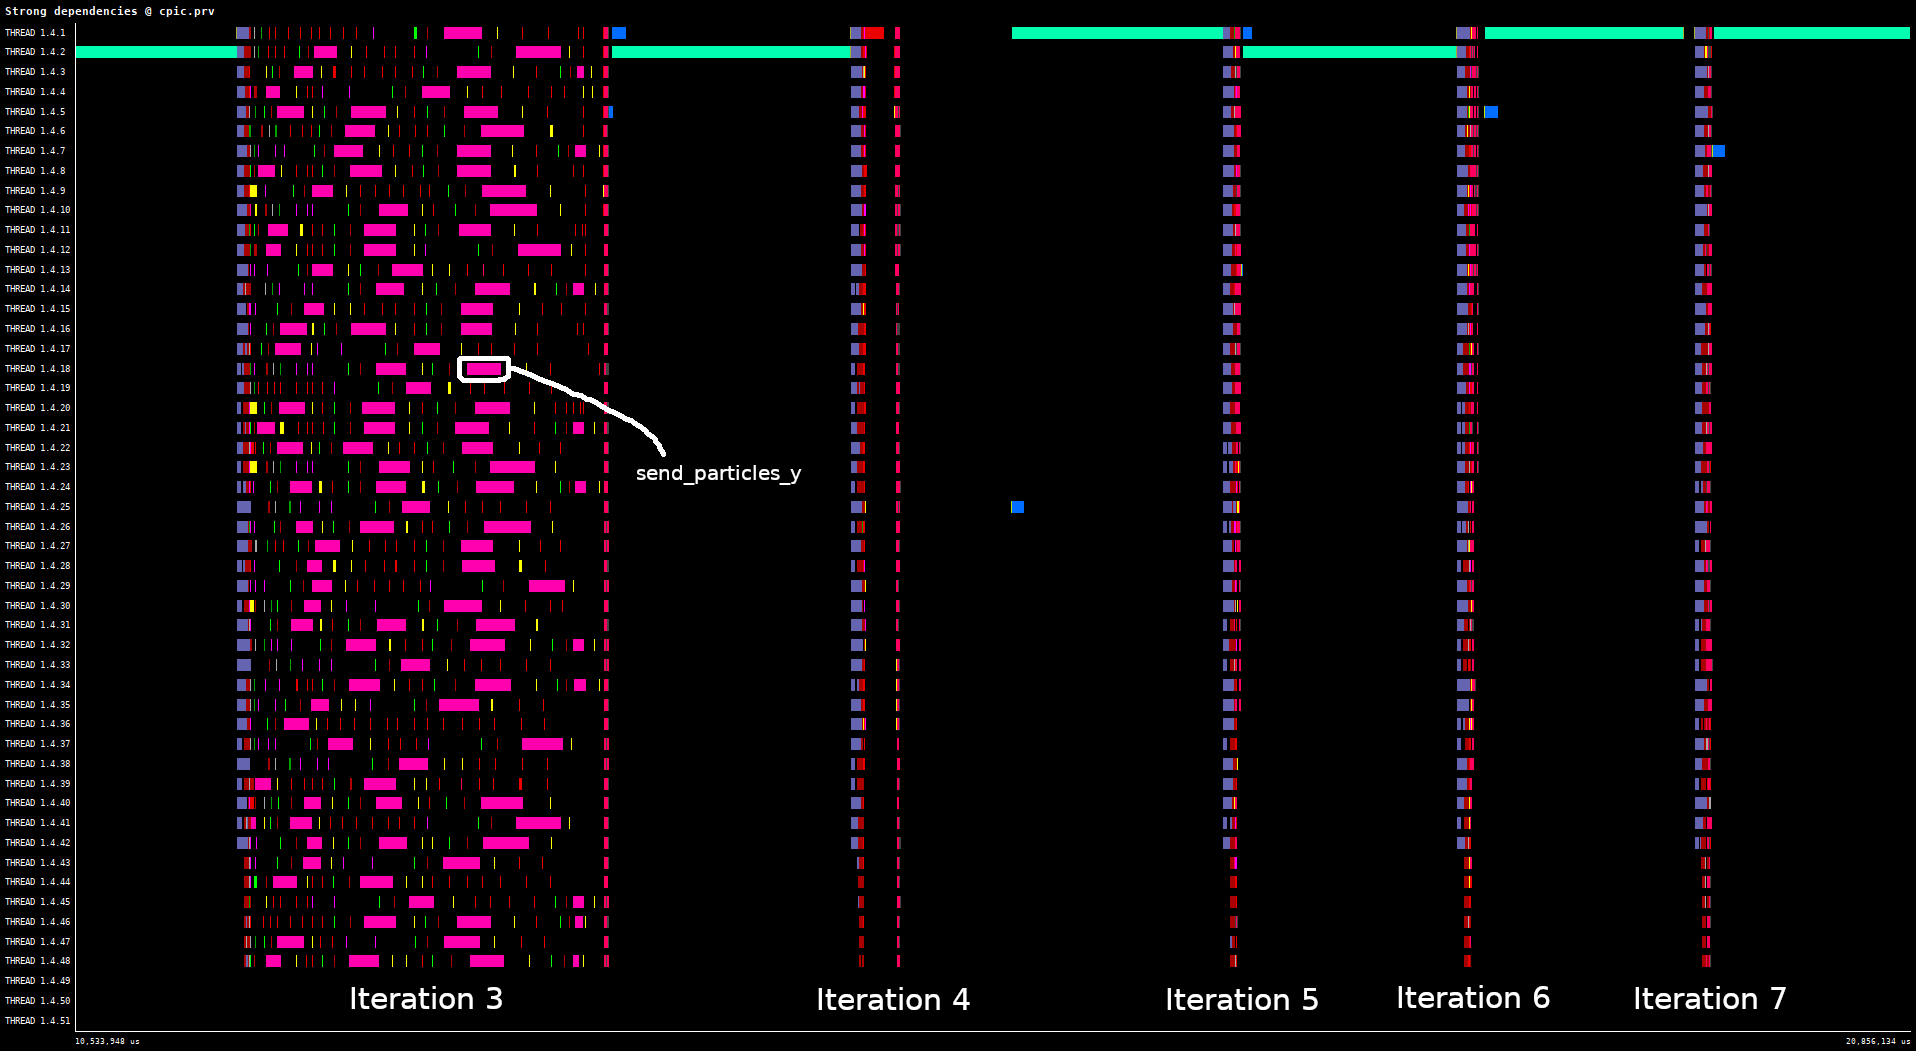 Strong dependencies @ cpic.prv
THREAD 1.4.1
THREAD 1.4.2
THREAD 1.4.3
THREAD 1.4.4
THREAD 1.4.5
THREAD 1.4.6
THREAD 1.4.7
THREAD 1.4.8
THREAD 1.4.9
THREAD 1.4.10
THREAD 1.4.11
THREAD 1.4.12
THREAD 1.4.13
THREAD 1.4.14
THREAD 1.4.15
THREAD 1.4.16
THREAD 1.4.17
THREAD 1.4.18
THREAD 1.4.19
THREAD 1.4.20
THREAD 1.4.21
THREAD 1.4.22
THREAD 1.4.23
send_particles_y
THREAD 1.4.24
THREAD 1.4.25
THREAD 1.4.26
THREAD 1.4.27
THREAD 1.4.28
THREAD 1.4.29
THREAD 1.4.30
THREAD 1.4.31
THREAD 1.4.32
THREAD 1.4.33
THREAD 1.4.34
THREAD 1.4.35
THREAD 1.4.36
THREAD 1.4.37
THREAD 1.4.38
THREAD 1.4.39
THREAD 1.4.40
THREAD 1.4.41
THREAD 1.4.42
THREAD 1.4.43
THREAD 1.4.44
THREAD 1.4.45
THREAD 1.4.46
THREAD 1.4.47
THREAD 1.4.48
THREAD 1.4.49
THREAD 1.4.50
THREAD 1.4.51
Iteration 3 Iteration 4 Iteration 5 Iteration 6 Iteration 7
10,533,948 us 20,856,134 us